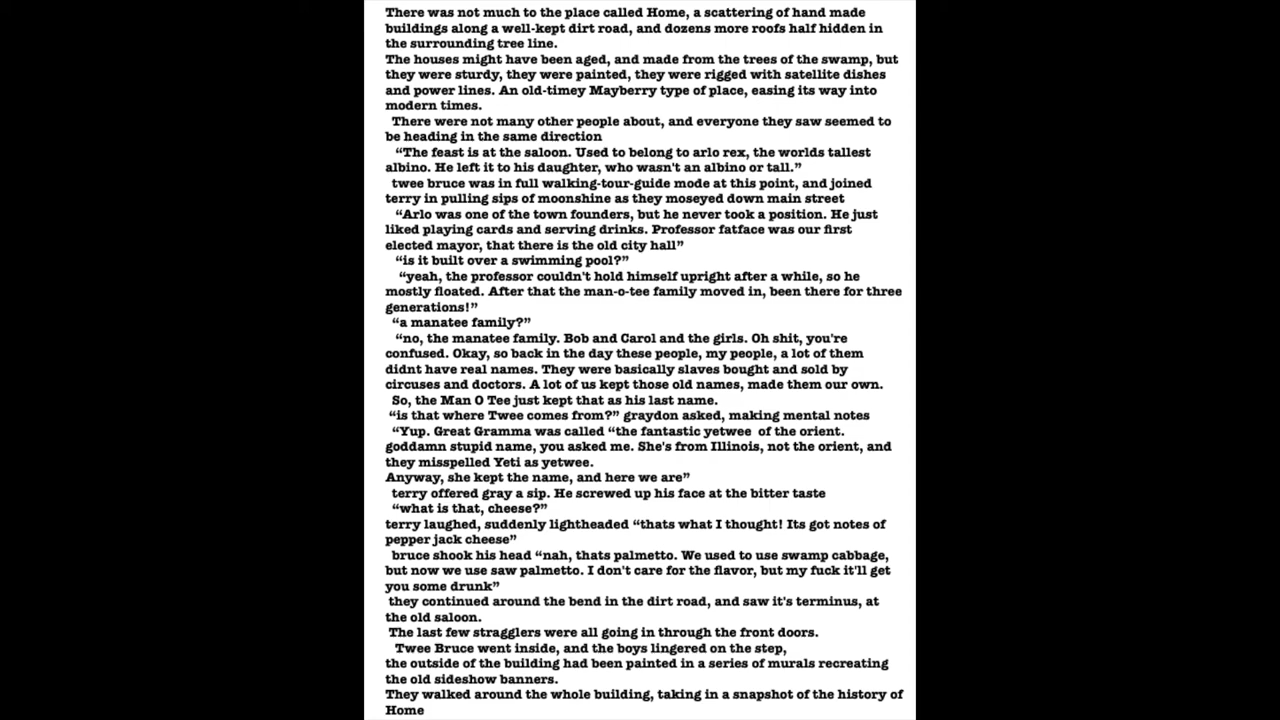 There was not much to the place called Home, a scattering of hand made
buildings along a well-kept dirt road, and dozens more roofs half hidden in
the surrounding tree line.
The houses might have been aged, and made from the trees of the swamp, but
they were sturdy, they were painted, they were rigged with satellite dishes
and power lines. An old-timey Mayberry type of place, easing its way into
modern times.
There were not many other people about, and everyone they saw seemed to
be heading in the same direction
“The feast is at the saloon. Used to belong to arlo rex, the worlds tallest
albino. He left it to his daughter, who wasn't an albino or tall.”
twee bruce was in full walking-tour-guide mode at this point, and joined
terry in pulling sips of moonshine as they moseyed down main street
“Arlo was one of the town founders, but he never took a position. He just
liked playing cards and serving drinks. Professor fatface was our first
elected mayor, that there is the old city hall”
“is it built over a swimming pool?”
“yeah, the professor couldn't hold himself upright after a while, so he
mostly floated. After that the man-o-tee family moved in, been there for three
generations!”
“a manatee family?”
“no, the manatee family. Bob and Carol and the girls. Oh shit, you're
confused. Okay, so back in the day these people, my people, a lot of them
didnt have real names. They were basically slaves bought and sold by
circuses and doctors. A lot of us kept those old names, made them our own.
So, the Man O Tee just kept that as his last name.
“is that where Twee comes from?” graydon asked, making mental notes
“Yup. Great Gramma was called “the fantastic yetwee  of the orient.
goddamn stupid name, you asked me. She's from Illinois, not the orient, and
they misspelled Yeti as yetwee.
Anyway, she kept the name, and here we are”
terry offered gray a sip. He screwed up his face at the bitter taste
“what is that, cheese?”
terry laughed, suddenly lightheaded “thats what I thought! Its got notes of
pepper jack cheese”
bruce shook his head “nah, thats palmetto. We used to use swamp cabbage,
but now we use saw palmetto. I don't care for the flavor, but my fuck it'll get
you some drunk”
they continued around the bend in the dirt road, and saw it's terminus, at
the old saloon.
The last few stragglers were all going in through the front doors.
Twee Bruce went inside, and the boys lingered on the step,
the outside of the building had been painted in a series of murals recreating
the old sideshow banners.
They walked around the whole building, taking in a snapshot of the history of
Home